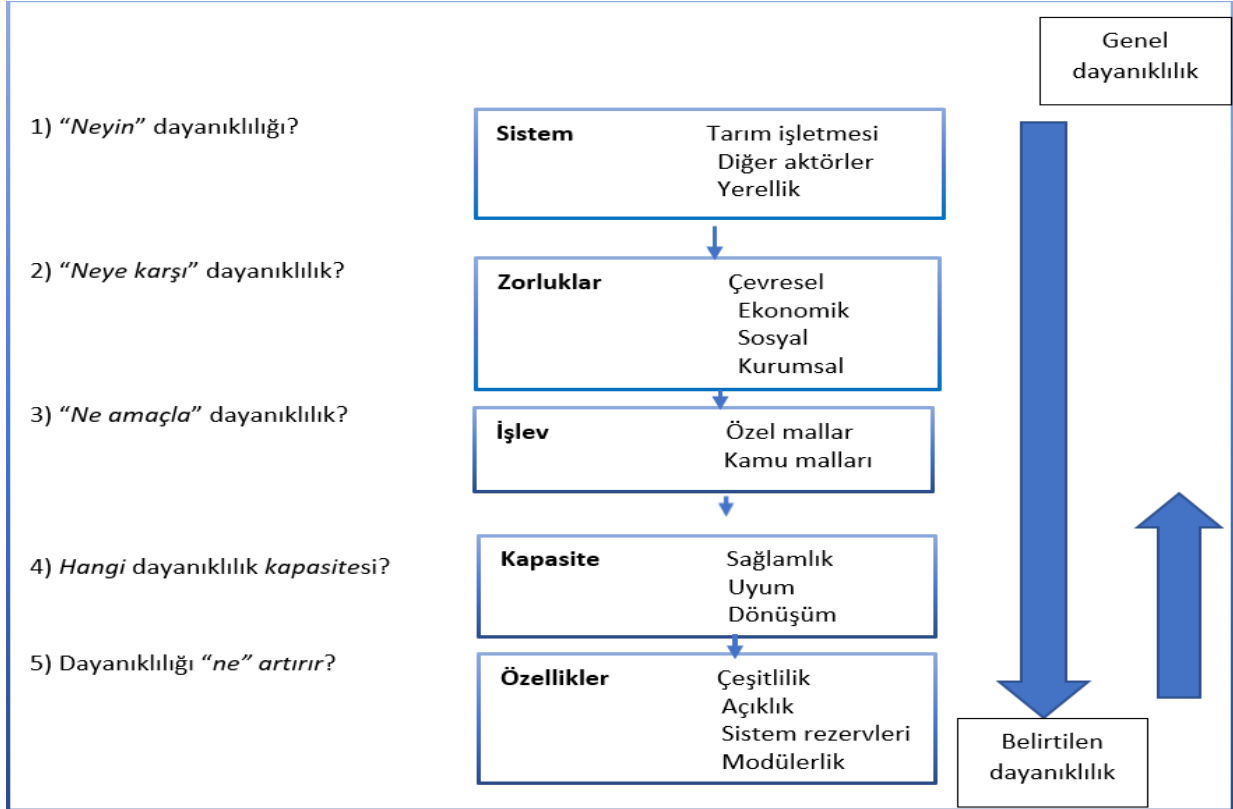 Genel
dayanıklılık
1) “Neyin” dayanıklılığı?
Sistem Tarım işletmesi
Diğer aktörler
Yerellik
2) “Neye karşı” dayanıklılık?
Zorluklar Çevresel
Ekonomik
Sosyal
Kurumsal
3) “Ne amaçla” dayanıklılık?
İşlev Özel mallar
Kamu malları
4) Hangi dayanıklılık kapasitesi?
Kapasite Sağlamlık
Uyum
Dönüşüm
5) Dayanıklılığı “ne” artırır?
Özellikler Çeşitlilik
Açıklık
Sistem rezervleri
Modülerlik
Belirtilen
dayanıklılık